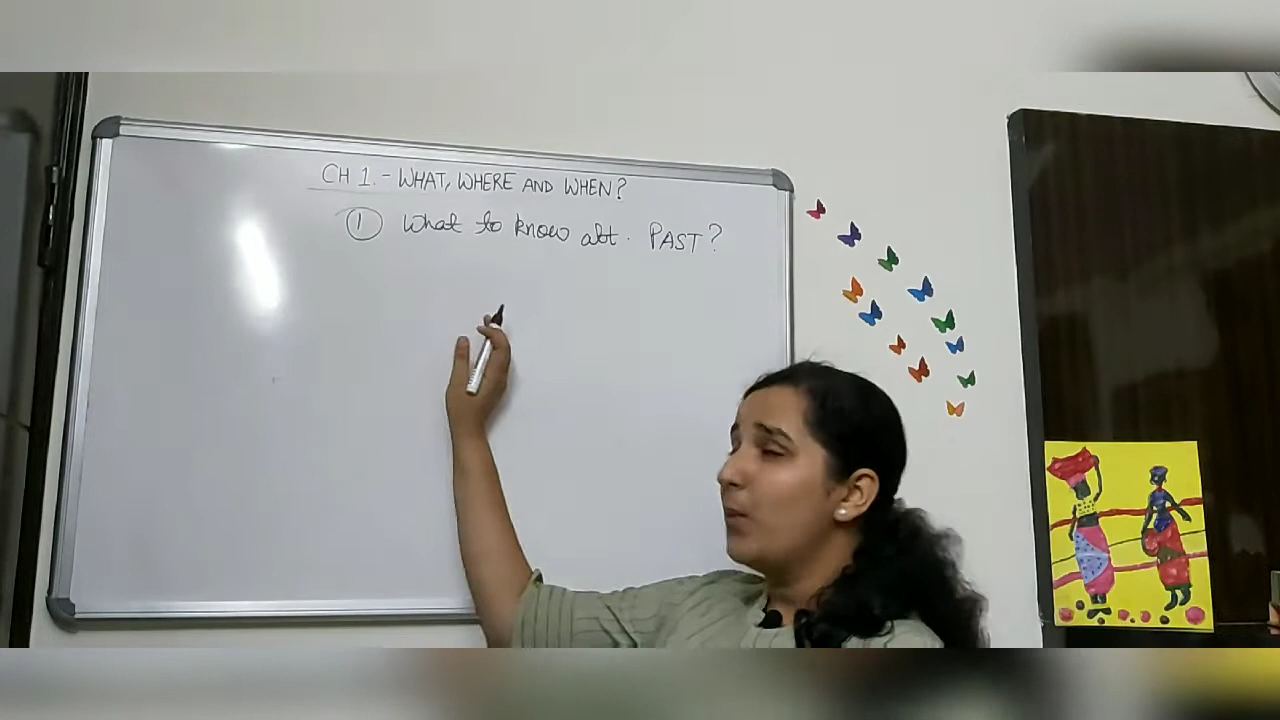 CH 1. - WHAT, WHERE AND WHEN?
① What to know abt. PAST?